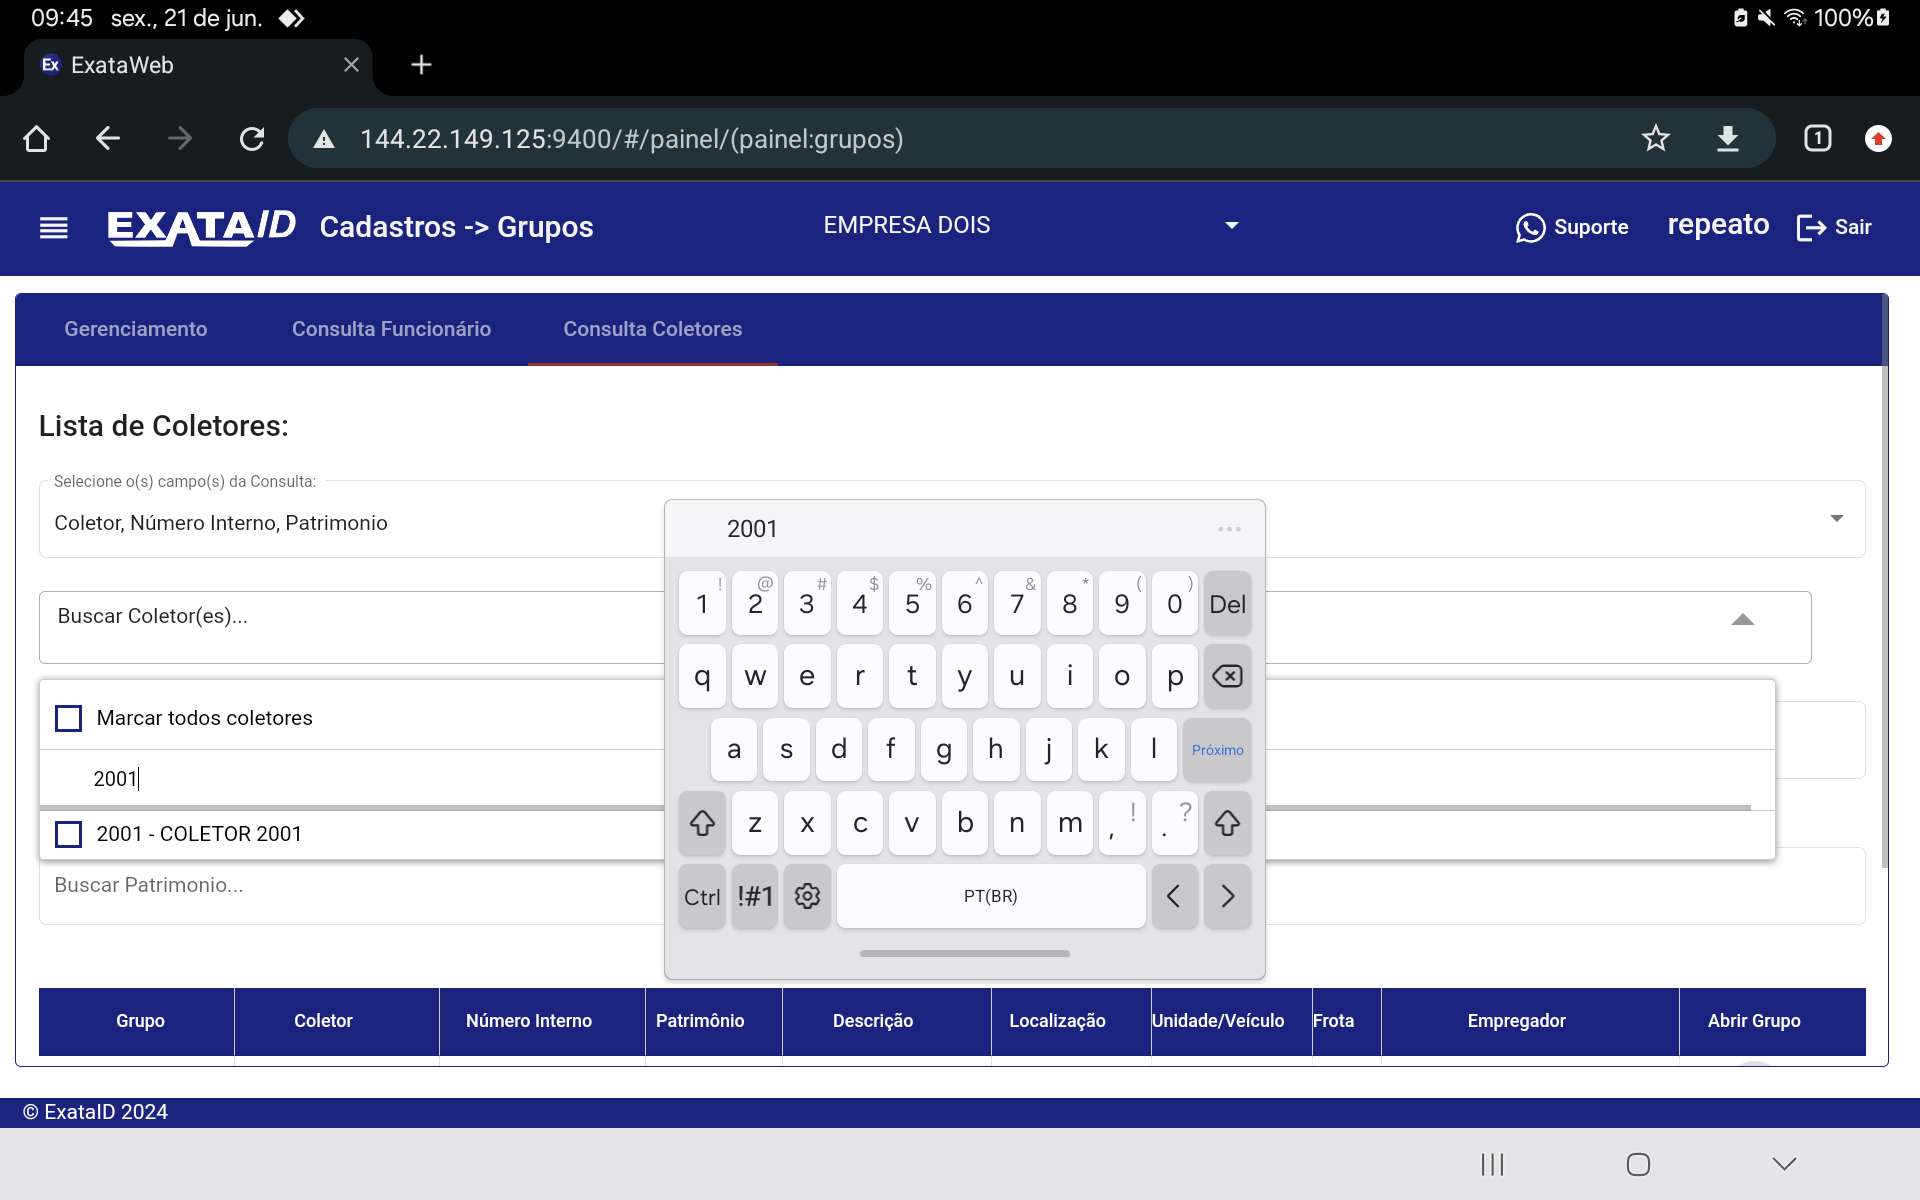 09:45 sex., 21 de jun. 100%
Ex ExataWeb
144.22.149.125:9400/#/painel/(painel:grupos) 1
EXATA ID Cadastros -> Grupos EMPRESA DOIS Suporte repeato Sair
Gerenciamento Consulta Funcionário Consulta Coletores
Lista de Coletores:
Selecione o(s) campo(s) da Consulta:
Coletor, Número Interno, Patrimonio
Buscar Coletor(es)...
Marcar todos coletores
2001
2001 - COLETOR 2001
Buscar Patrimonio...
2001 ...
! @ # $ % ^ & * ( )
1 2 3 4 5 6 7 8 9 0 Del
q w e r t y u i o p
a s d f g h j k l Próximo
z x c v b n m , ! . ?
Ctrl !#1 PT(BR) < >
Grupo Coletor Número Interno Patrimônio Descrição Localização Unidade/Veículo Frota Empregador Abrir Grupo
© ExataID 2024